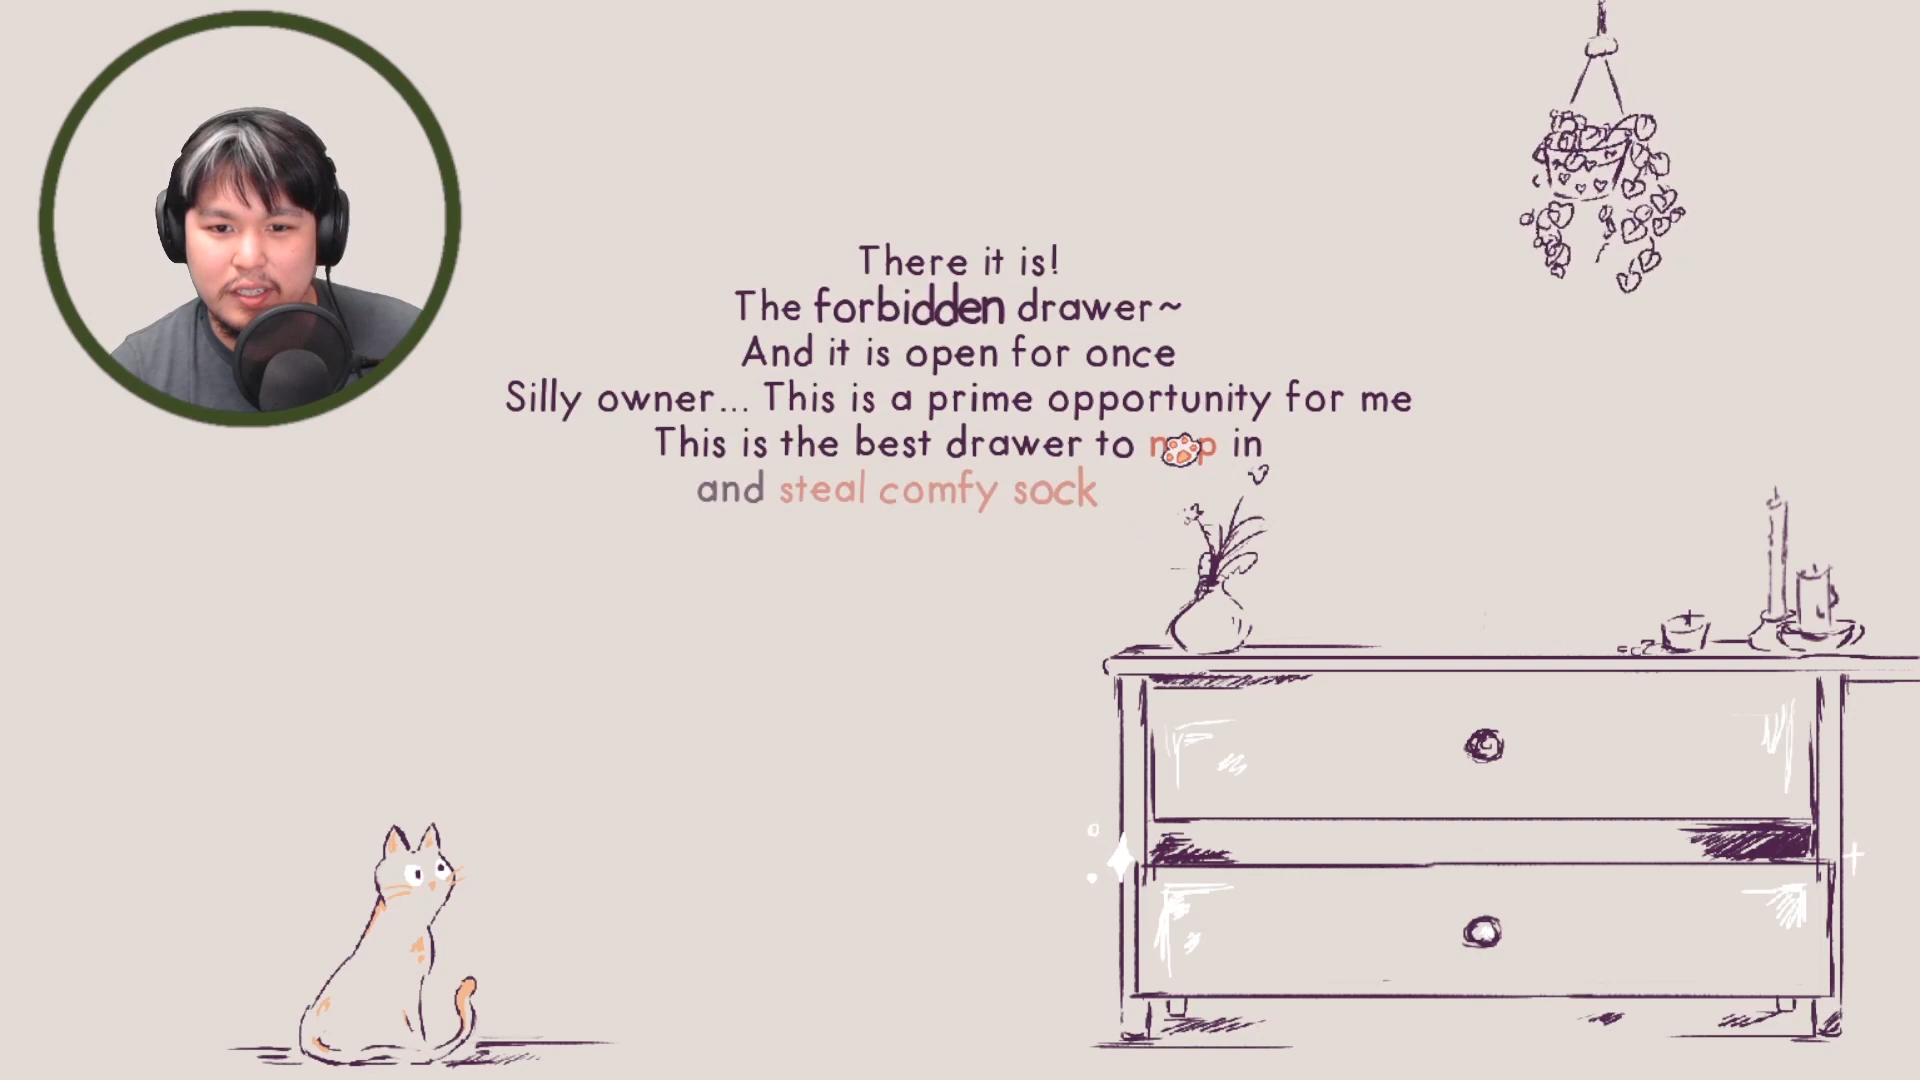 There it is!
The forbidden drawer~
And it is open for once
Silly owner... This is a prime opportunity for me
This is the best drawer to nap in
and steal comfy sock